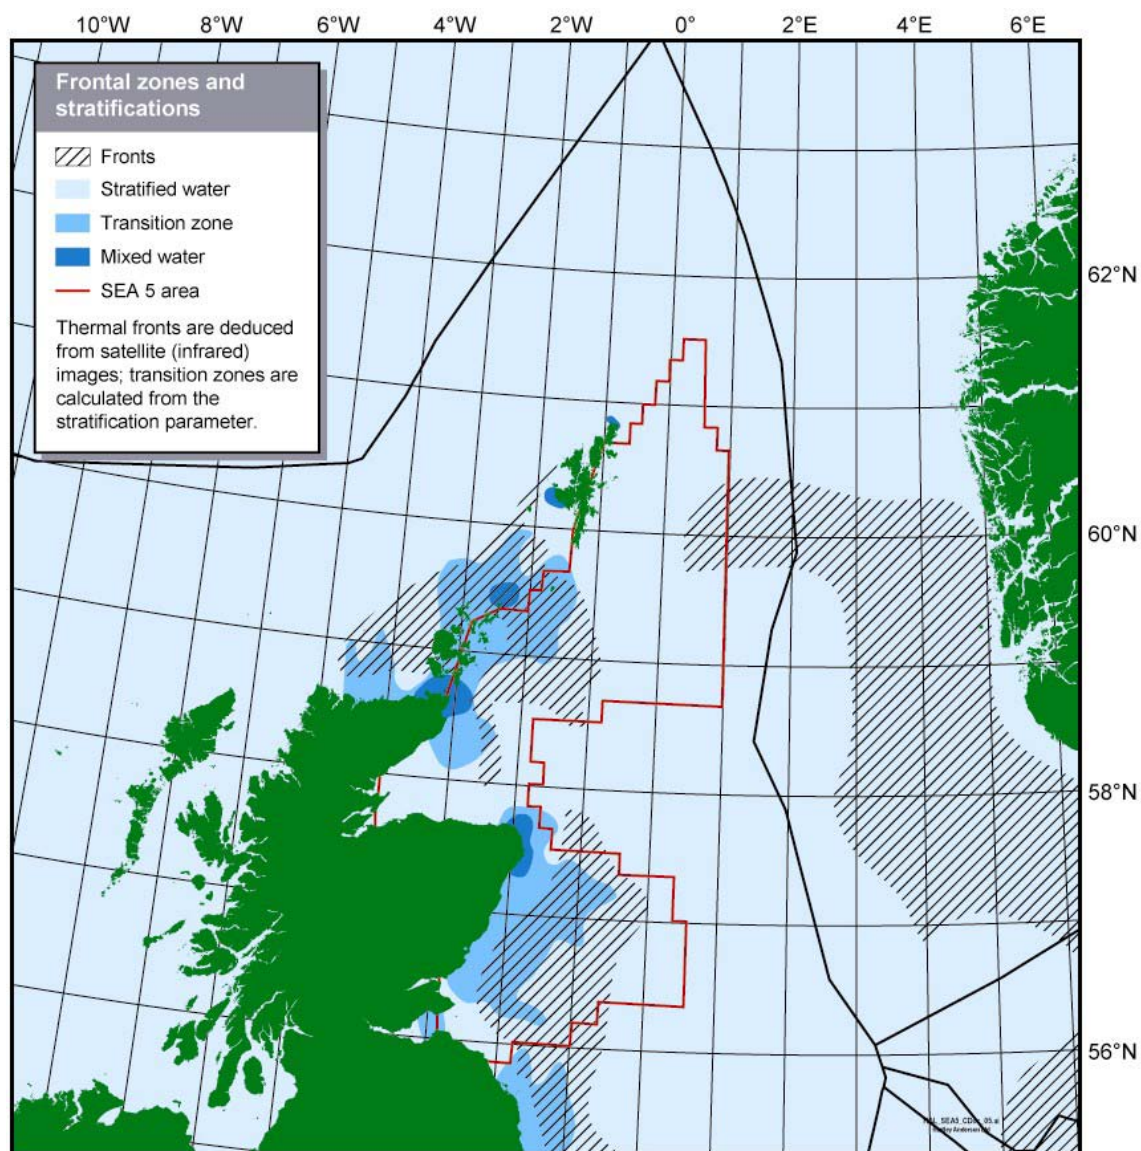 10°W 8°W 6°W 4°W 2°W 0° 2°E 4°E 6°E
Frontal zones and
stratifications
Fronts
Stratified water
Transition zone
Mixed water
SEA 5 area
Thermal fronts are deduced
from satellite (infrared)
images; transition zones are
calculated from the
stratification parameter.
62°N
60°N
58°N
56°N